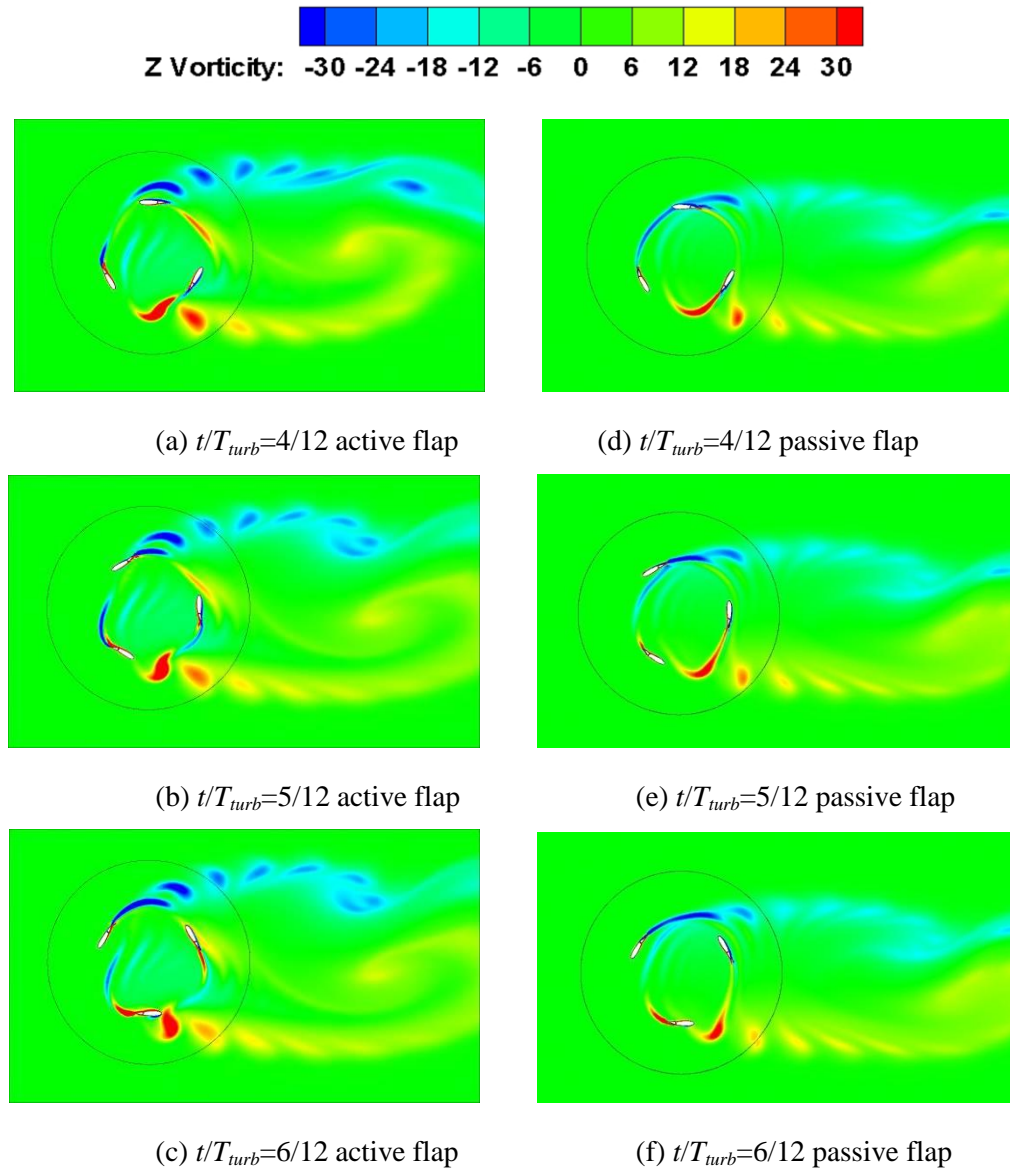 Z Vorticity: -30 -24 -18 -12 -6 0 6 12 18 24 30
(a) t/Tturb=4/12 active flap
(d) t/Tturb=4/12 passive flap
(b) t/Tturb=5/12 active flap
(e) t/Tturb=5/12 passive flap
(c) t/Tturb=6/12 active flap
(f) t/Tturb=6/12 passive flap